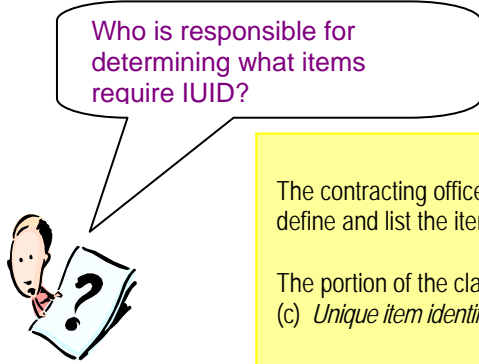 Who is responsible for
determining what items
require IUID?
The contracting office
define and list the iter
The portion of the cla
(c) Unique item identi
?